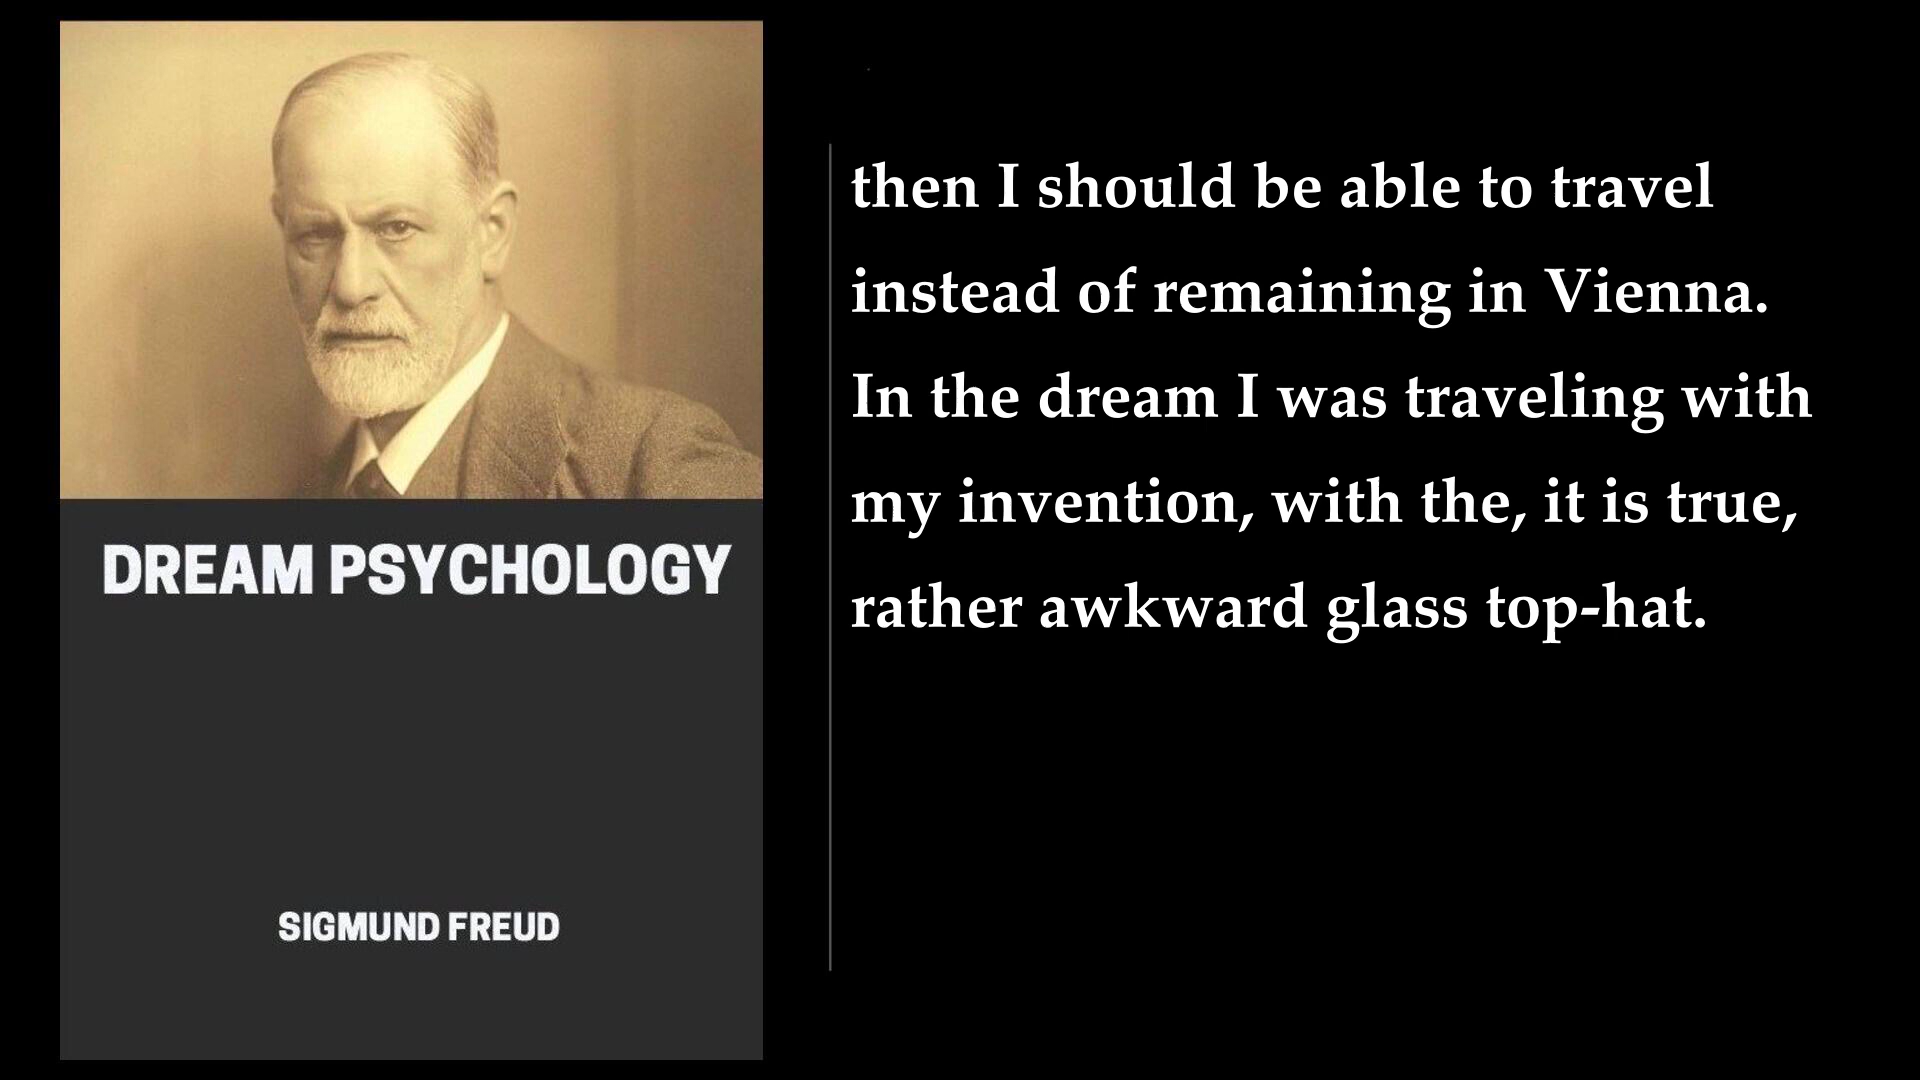 DREAM PSYCHOLOGY
SIGMUND FREUD
then I should be able to travel
instead of remaining in Vienna.
In the dream I was traveling with
my invention, with the, it is true,
rather awkward glass top-hat.